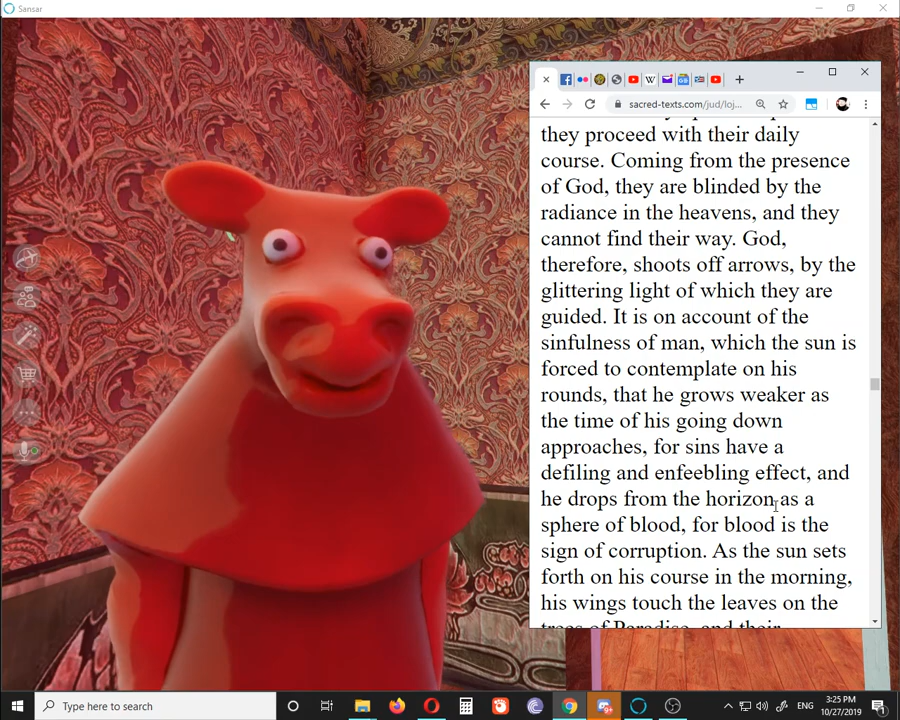 Sansar
sacred-texts.com/jud/loj...
they proceed with their daily
course. Coming from the presence
of God, they are blinded by the
radiance in the heavens, and they
cannot find their way. God,
therefore, shoots off arrows, by the
glittering light of which they are
guided. It is on account of the
sinfulness of man, which the sun is
forced to contemplate on his
rounds, that he grows weaker as
the time of his going down
approaches, for sins have a
defiling and enfeebling effect, and
he drops from the horizon as a
sphere of blood, for blood is the
sign of corruption. As the sun sets
forth on his course in the morning,
his wings touch the leaves on the
trees of Paradise, and their
Type here to search
3:25 PM
10/27/2019